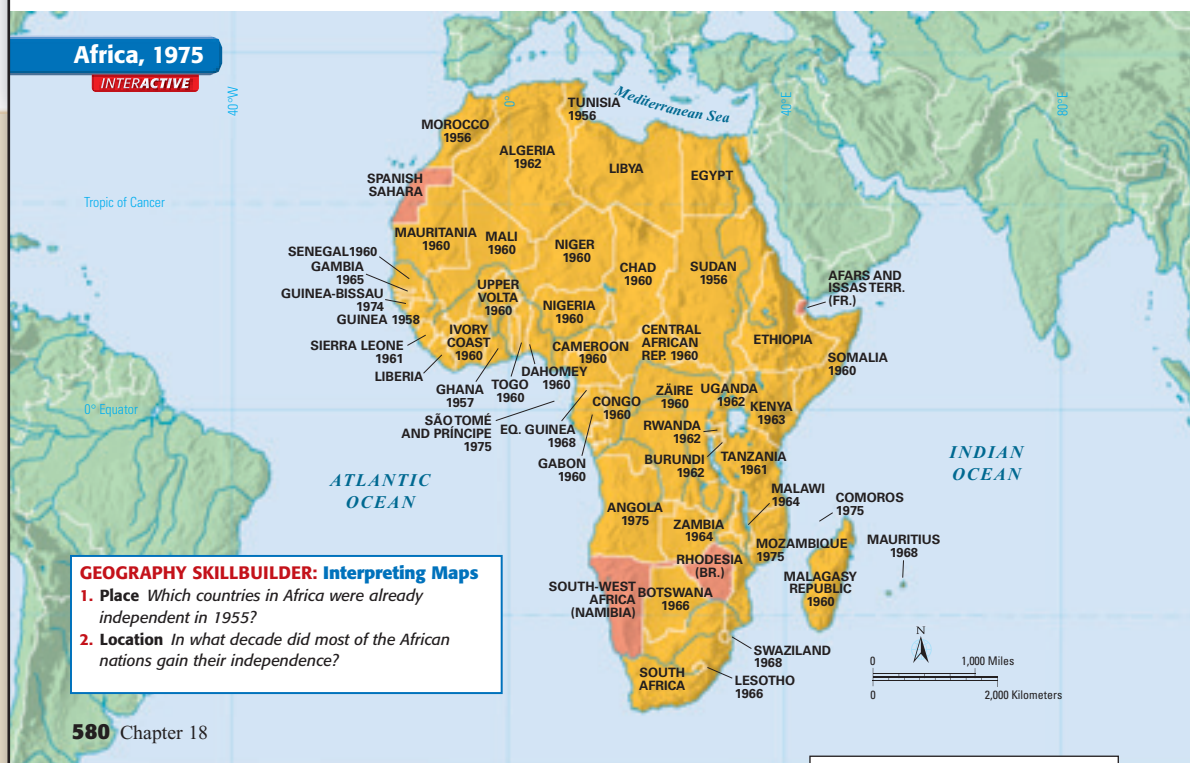 Africa, 1975
INTERACTIVE
40°W
0°
40°E
80°E
Mediterranean Sea
TUNISIA
1956
MOROCCO
1956
ALGERIA
1962
LIBYA
EGYPT
SPANISH
SAHARA
Tropic of Cancer
MAURITANIA
1960
MALI
1960
NIGER
1960
CHAD
1960
SUDAN
1956
SENEGAL 1960
GAMBIA
1965
GUINEA-BISSAU
1974
GUINEA 1958
UPPER
VOLTA
1960
NIGERIA
1960
AFARS AND
ISSAS TERR.
(FR.)
SIERRA LEONE
1961
IVORY
COAST
1960
CAMEROON
1960
CENTRAL
AFRICAN
REP. 1960
ETHIOPIA
SOMALIA
1960
LIBERIA
GHANA
1957
TOGO
1960
DAHOMEY
1960
0° Equator
SÃO TOMÉ
AND PRÍNCIPE
1975
EQ. GUINEA
1968
CONGO
1960
ZÄIRE
1960
UGANDA
1962
KENYA
1963
RWANDA
1962
GABON
1960
BURUNDI
1962
TANZANIA
1961
ATLANTIC
OCEAN
INDIAN
OCEAN
ANGOLA
1975
ZAMBIA
1964
MALAWI
1964
COMOROS
1975
MOZAMBIQUE
1975
MAURITIUS
1968
RHODESIA
(BR.)
SOUTH-WEST
AFRICA
(NAMIBIA)
BOTSWANA
1966
MALAGASY
REPUBLIC
1960
SWAZILAND
1968
SOUTH
AFRICA
LESOTHO
1966
N
0
1,000 Miles
0
2,000 Kilometers
GEOGRAPHY SKILLBUILDER: Interpreting Maps
1. Place Which countries in Africa were already
independent in 1955?
2. Location In what decade did most of the African
nations gain their independence?
580 Chapter 18